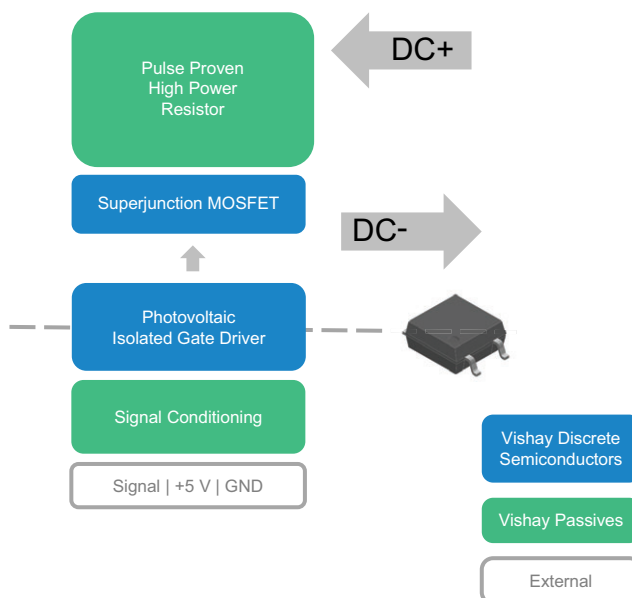 Pulse Proven
High Power
Resistor
DC+
Superjunction MOSFET
DC-
Photovoltaic
Isolated Gate Driver
Signal Conditioning
Signal | +5 V | GND
Vishay Discrete
Semiconductors
Vishay Passives
External